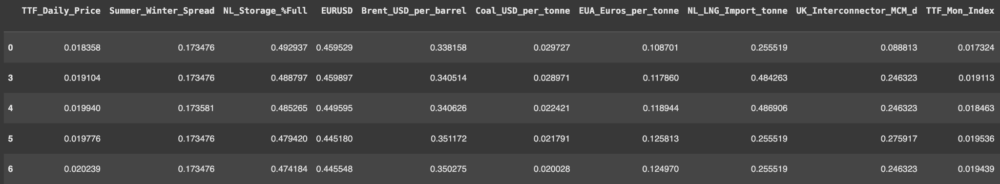 TTF_Daily_Price Summer_Winter_Spread NL_Storage_%Full EURUSD Brent_USD_per_barrel Coal_USD_per_tonne EUA_Euros_per_tonne NL_LNG_Import_tonne UK_Interconnector_MCM_d TTF_Mon_Index
0 0.018358 0.173476 0.492937 0.459529 0.338158 0.029727 0.108701 0.255519 0.088813 0.017324
3 0.019104 0.173476 0.488797 0.459897 0.340514 0.028971 0.117860 0.484263 0.246323 0.019113
4 0.019940 0.173581 0.485265 0.449595 0.340626 0.022421 0.118944 0.486906 0.246323 0.018463
5 0.019776 0.173476 0.479420 0.445180 0.351172 0.021791 0.125813 0.255519 0.275917 0.019536
6 0.020239 0.173476 0.474184 0.445548 0.350275 0.020028 0.124970 0.255519 0.246323 0.019439